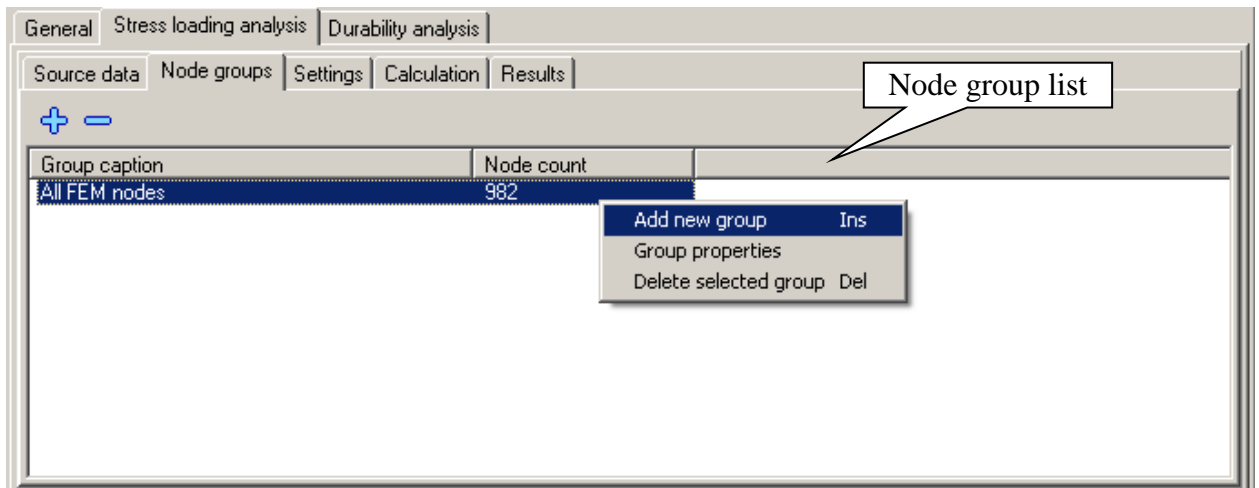 General Stress loading analysis Durability analysis
Source data Node groups Settings Calculation Results
Node group list
Group caption Node count
All FEM nodes 982
Add new group Ins
Group properties
Delete selected group Del